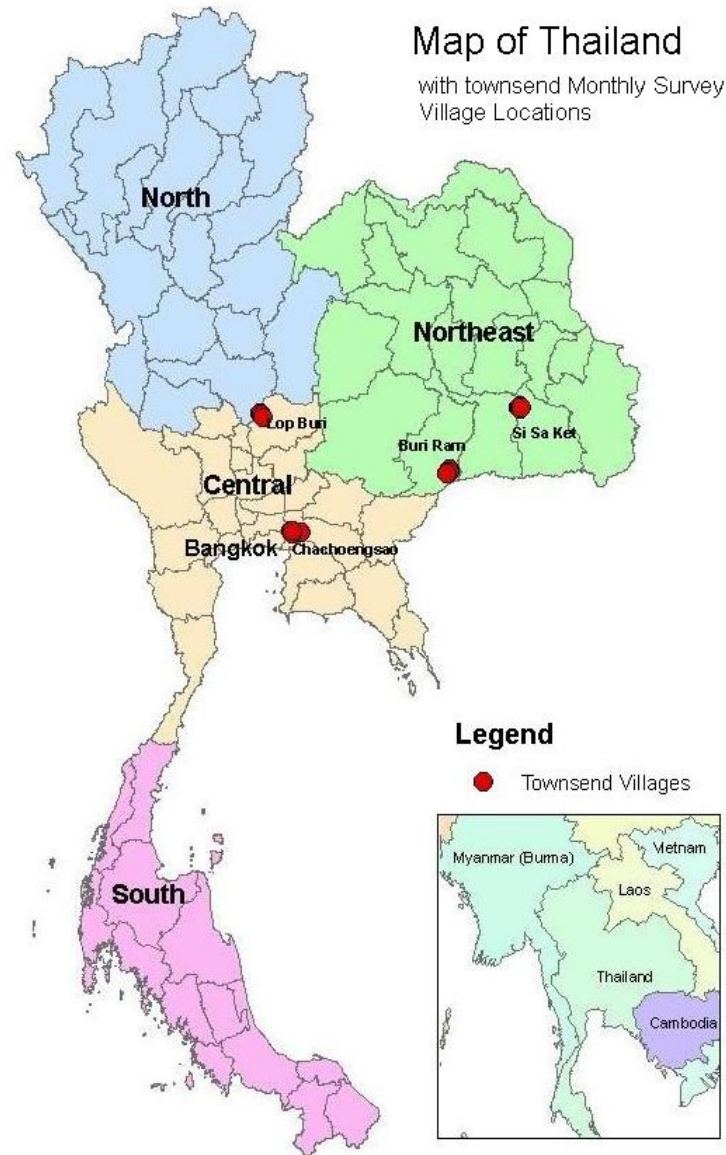 Map of Thailand
with townsend Monthly Survey
Village Locations
North
Northeast
Lop Buri
Si Sa Ket
Buri Ram
Central
Bangkok
Chachoengsao
Legend
Townsend Villages
South
Myanmar (Burma)
Vietnam
Laos
Thailand
Cambodia